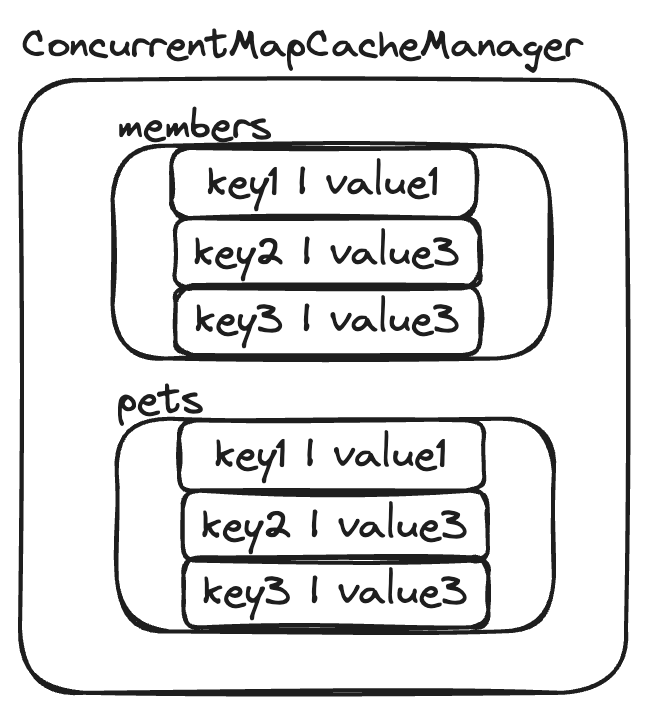 ConcurrentMapCacheManager
members
key1 | value1
key2 | value3
key3 | value3
pets
key1 | value1
key2 | value3
key3 | value3